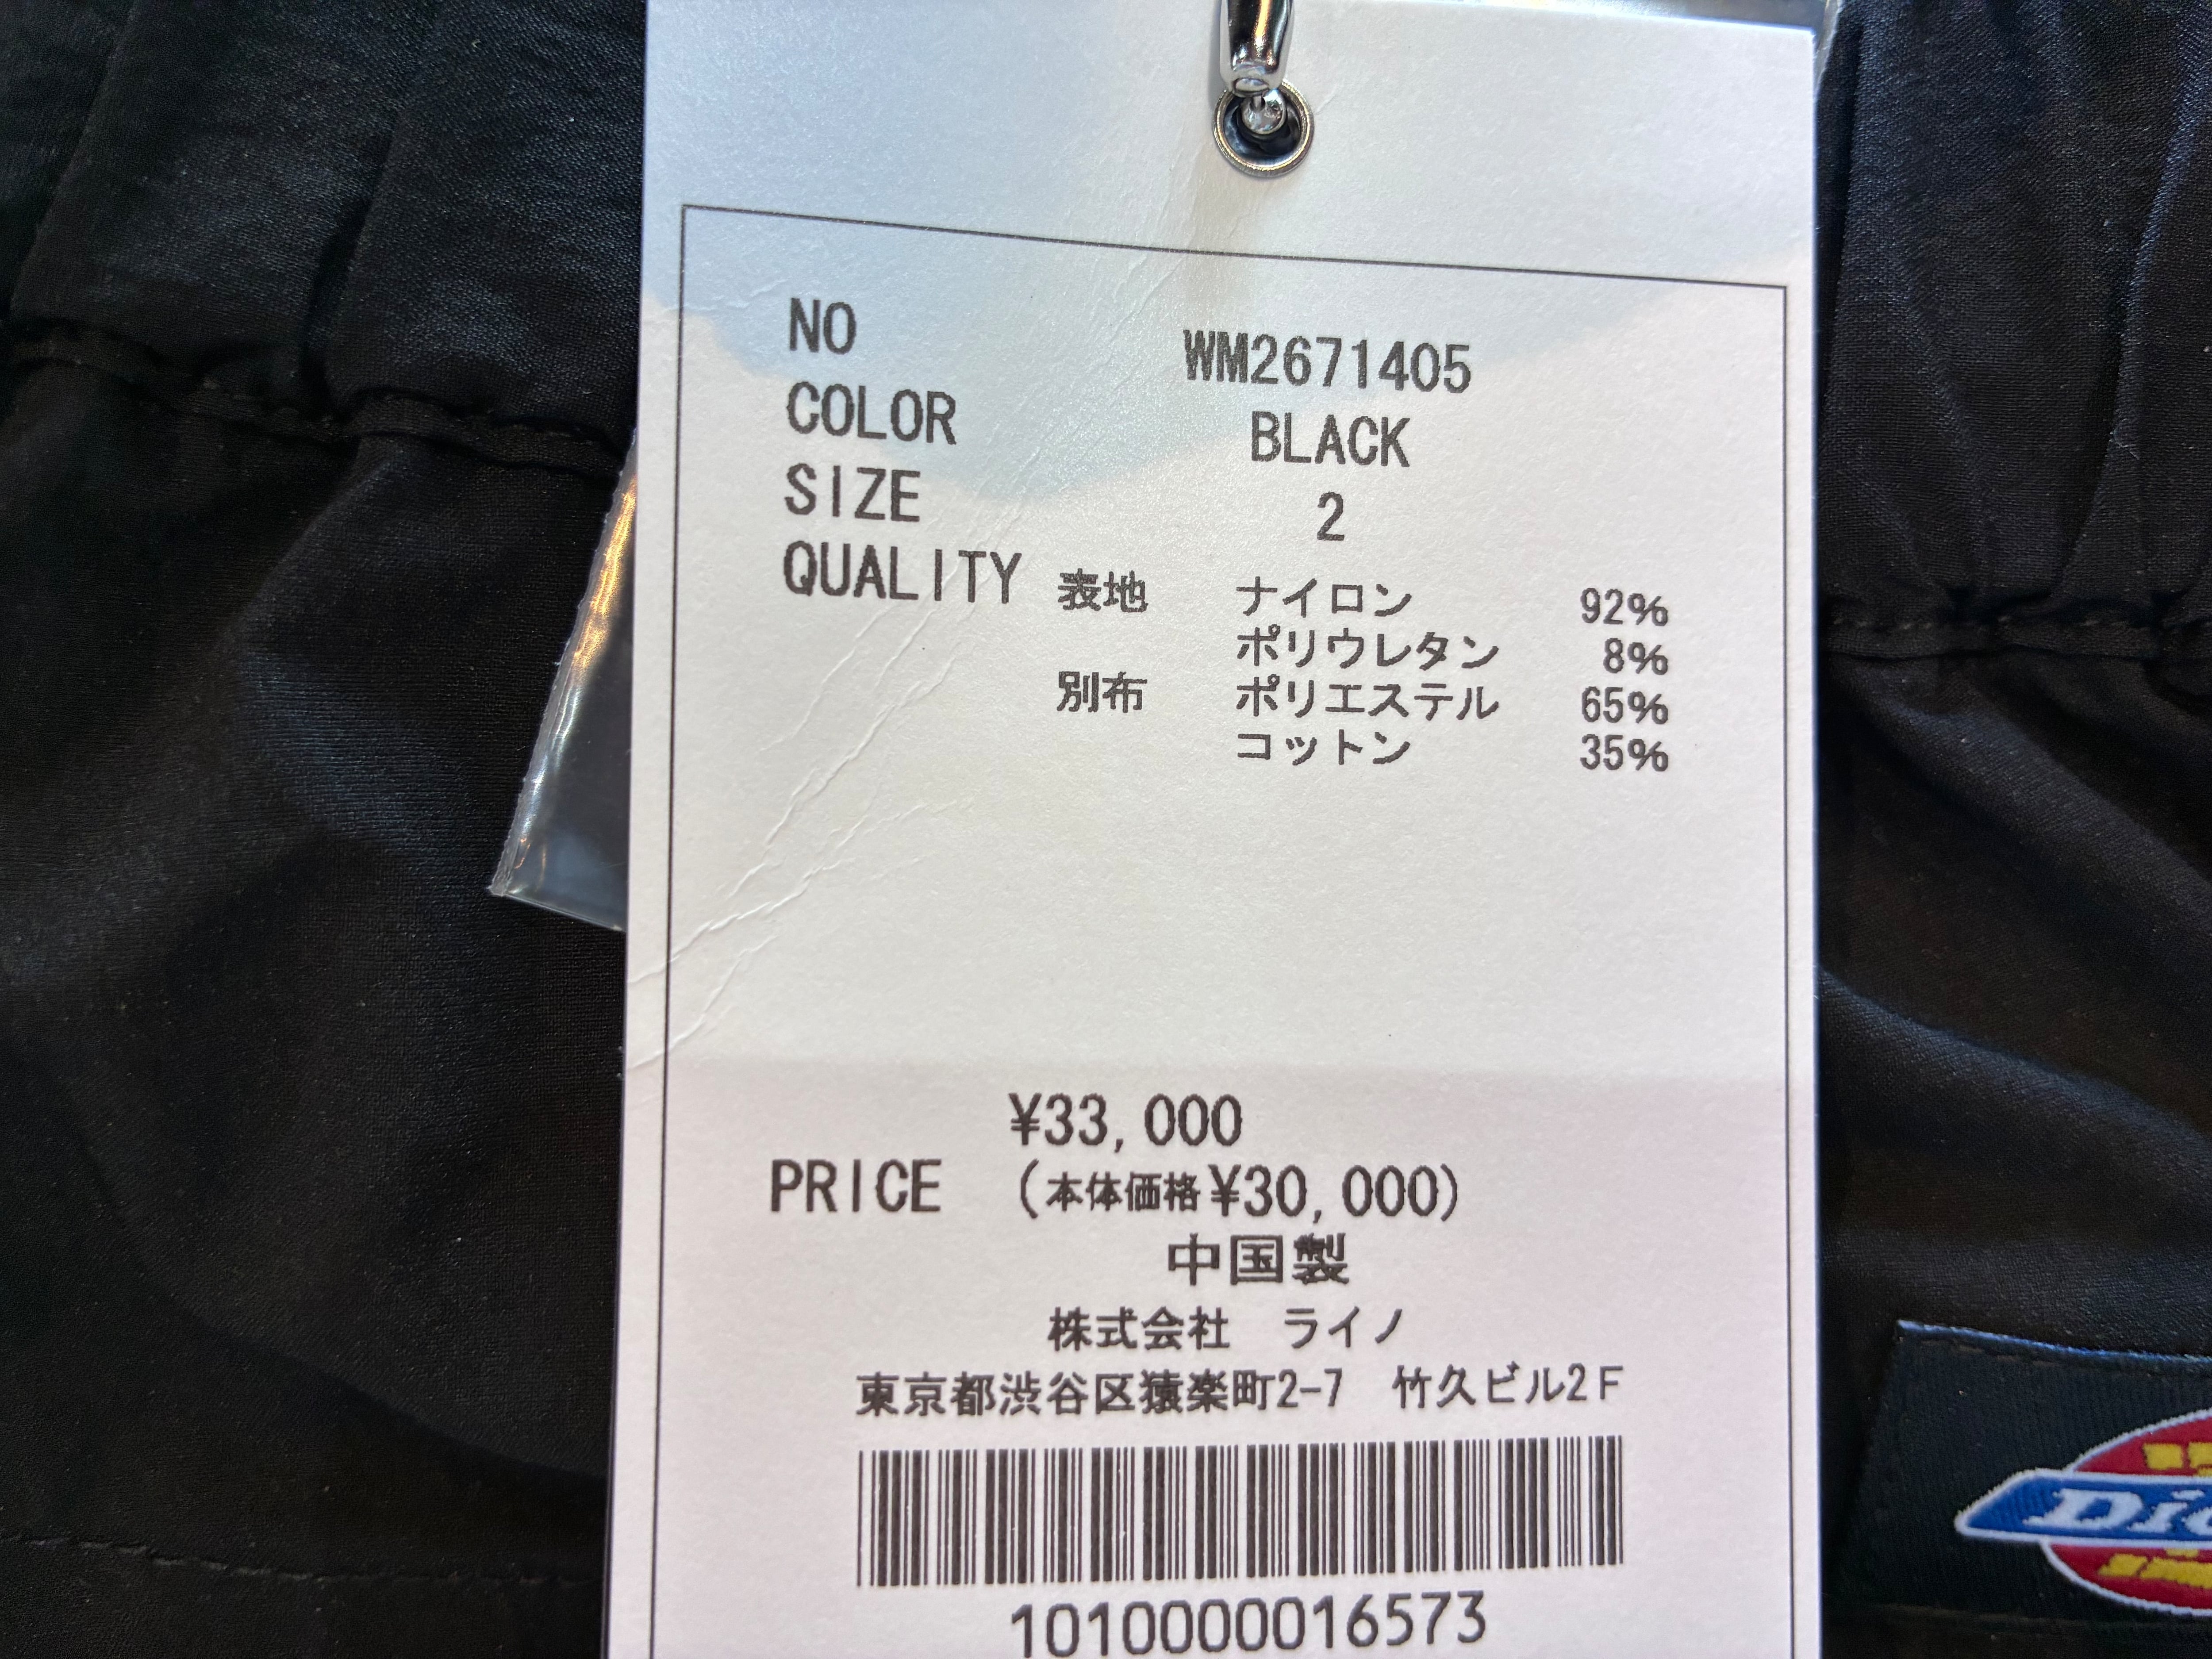 NO WM2671405
COLOR BLACK
SIZE 2
QUALITY 表地 ナイロン 92%
ポリウレタン 8%
別布 ポリエステル 65%
コットン 35%
¥33,000
PRICE (本体価格¥30,000)
中国製
株式会社 ライノ
東京都渋谷区猿楽町2-7 竹久ビル2F
1010000016573